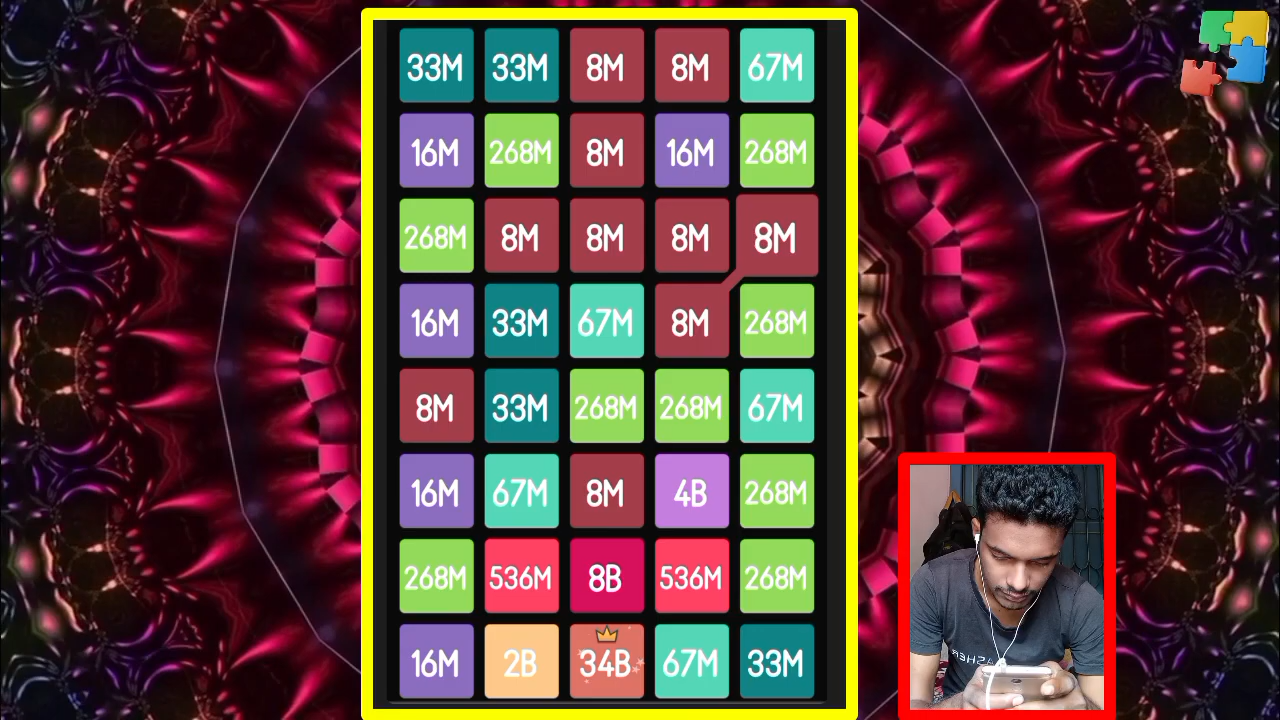 33M 33M 8M 8M 67M
16M 268M 8M 16M 268M
268M 8M 8M 8M 8M
16M 33M 67M 8M 268M
8M 33M 268M 268M 67M
16M 67M 8M 4B 268M
268M 536M 8B 536M 268M
16M 2B 34B 67M 33M
ASHER